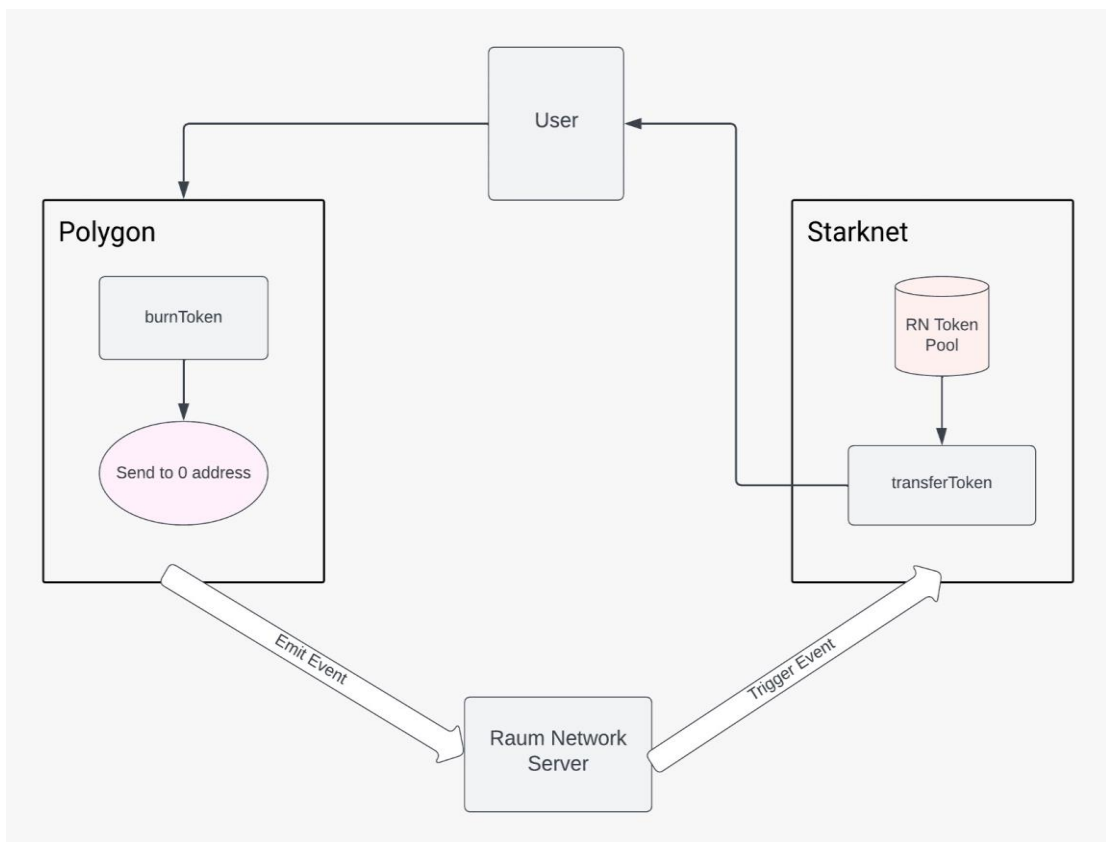 User
Polygon
burnToken
Send to 0 address
Starknet
RN Token
Pool
transferToken
Emit Event
Trigger Event
Raum Network
Server